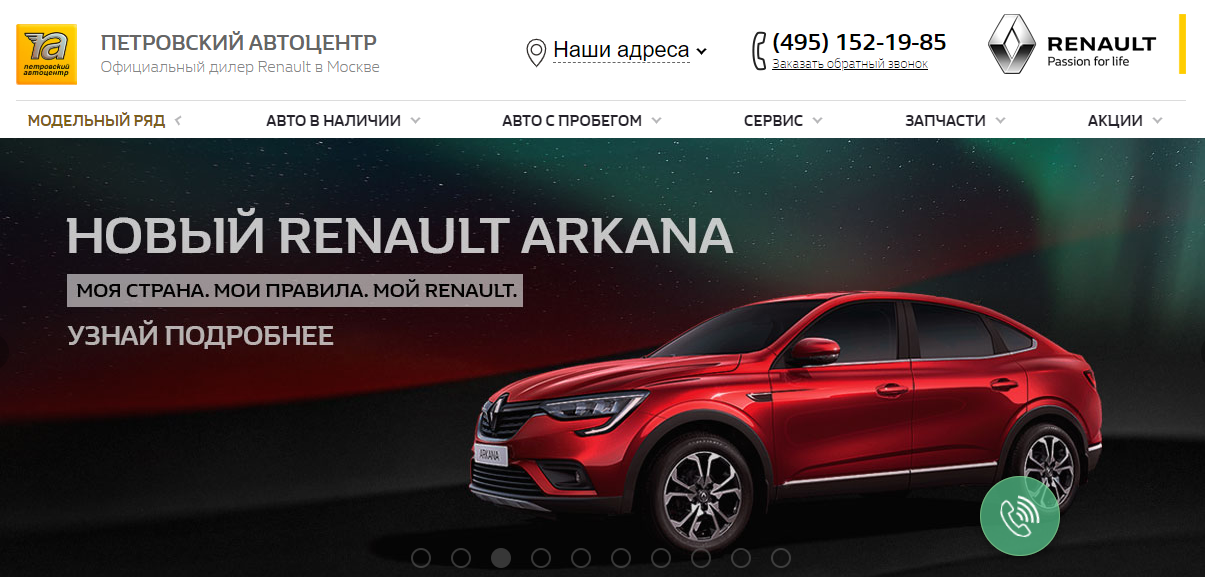 петровский
автоцентр
ПЕТРОВСКИЙ АВТОЦЕНТР
Официальный дилер Renault в Москве
Наши адреса
(495) 152-19-85
Заказать обратный звонок
RENAULT
Passion for life
МОДЕЛЬНЫЙ РЯД
АВТО В НАЛИЧИИ
АВТО С ПРОБЕГОМ
СЕРВИС
ЗАПЧАСТИ
АКЦИИ
НОВЫЙ RENAULT ARKANA
МОЯ СТРАНА. МОИ ПРАВИЛА. МОЙ RENAULT.
УЗНАЙ ПОДРОБНЕЕ
ARKANA